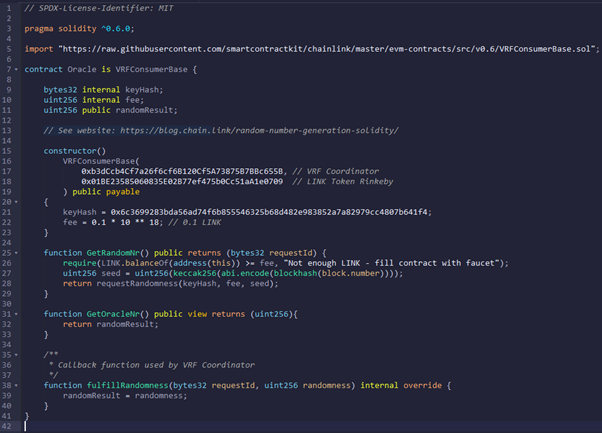 1 // SPDX-License-Identifier: MIT
2
3 pragma solidity ^0.6.0;
4
5 import "https://raw.githubusercontent.com/smartcontractkit/chainlink/master/evm-contracts/src/v0.6/VRFConsumerBase.sol";
6
7 contract Oracle is VRFConsumerBase {
8
9 bytes32 internal keyHash;
10 uint256 internal fee;
11 uint256 public randomResult;
12
13 // See website: https://blog.chain.link/random-number-generation-solidity/
14
15 constructor()
16 VRFConsumerBase(
17 0xb3dCcb4Cf7a26f6cf6B120Cf5A73875B7BBc655B, // VRF Coordinator
18 0x01BE23585060835E02B77ef475b0Cc51aA1e0709 // LINK Token Rinkeby
19 ) public payable
20 {
21 keyHash = 0x6c3699283bda56ad74f6b855546325b68d482e983852a7a82979cc4807b641f4;
22 fee = 0.1 * 10 ** 18; // 0.1 LINK
23 }
24
25 function GetRandomNr() public returns (bytes32 requestId) {
26 require(LINK.balanceOf(address(this)) >= fee, "Not enough LINK - fill contract with faucet");
27 uint256 seed = uint256(keccak256(abi.encode(blockhash(block.number))));
28 return requestRandomness(keyHash, fee, seed);
29 }
30
31 function GetOracleNr() public view returns (uint256){
32 return randomResult;
33 }
34
35 /**
36 * Callback function used by VRF Coordinator
37 */
38 function fulfillRandomness(bytes32 requestId, uint256 randomness) internal override {
39 randomResult = randomness;
40 }
41 }
42